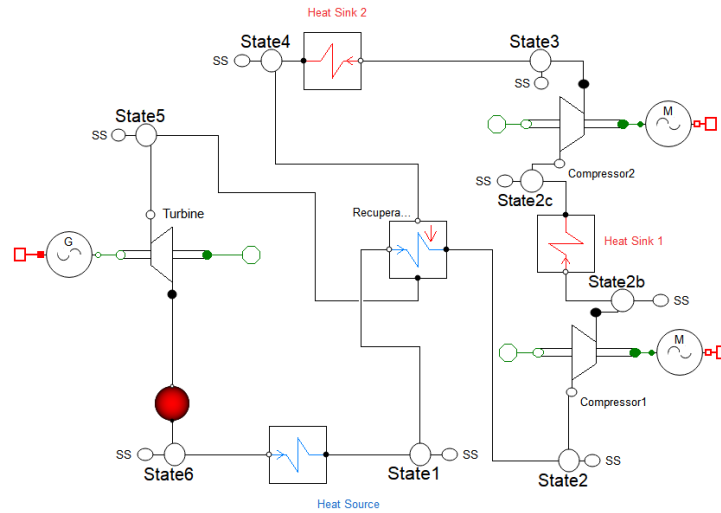 Heat Sink 2
State4
State3
SS
SS
M
State5
SS
Compressor2
SS
State2c
Turbine
Recupera...
Heat Sink 1
G
State2b
SS
M
Compressor1
SS
State6
SS
State1
SS
State2
Heat Source